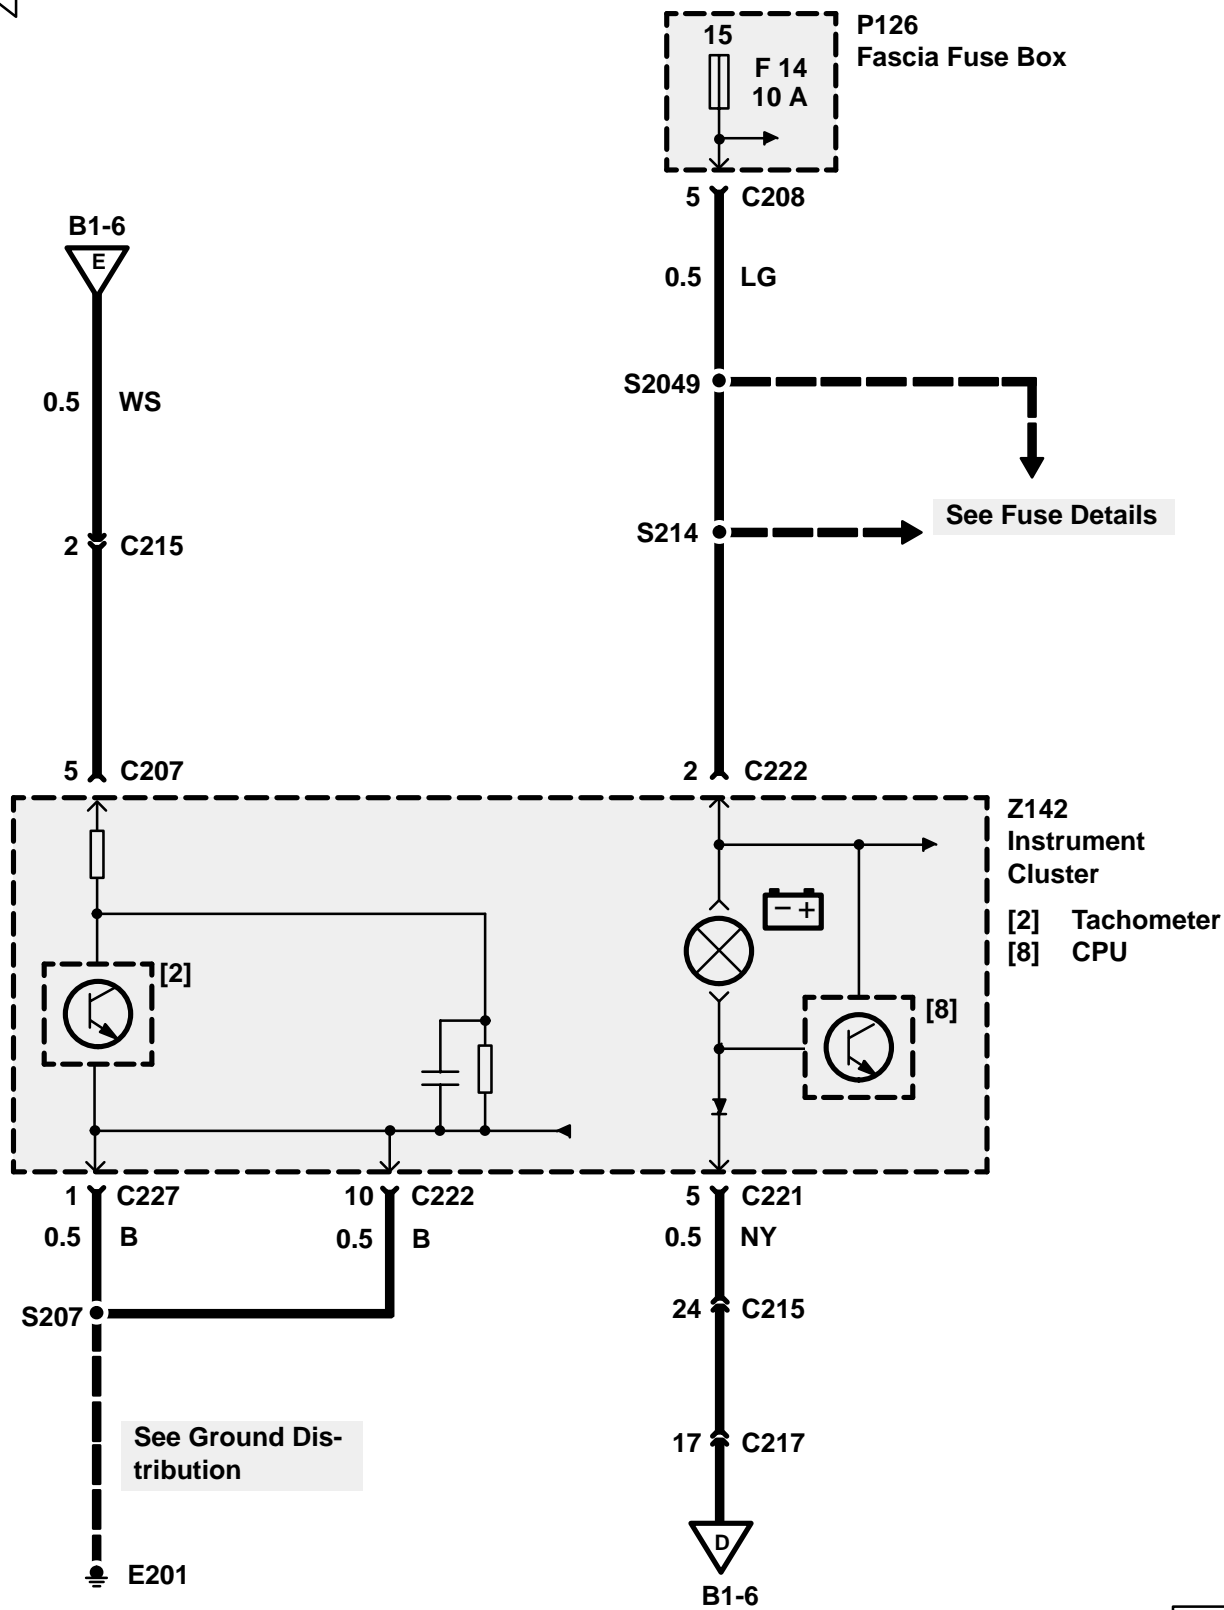 15
F 14
10 A
P126
Fascia Fuse Box
5 C208
0.5 LG
B1-6
E
0.5 WS
S2049
See Fuse Details
S214
2 C215
5 C207
2 C222
Z142
Instrument
Cluster
[2] Tachometer
[8] CPU
− +
[2]
[8]
1 C227
10 C222
5 C221
0.5 B
0.5 B
0.5 NY
S207
24 C215
See Ground Dis-
tribution
17 C217
D
E201
B1-6